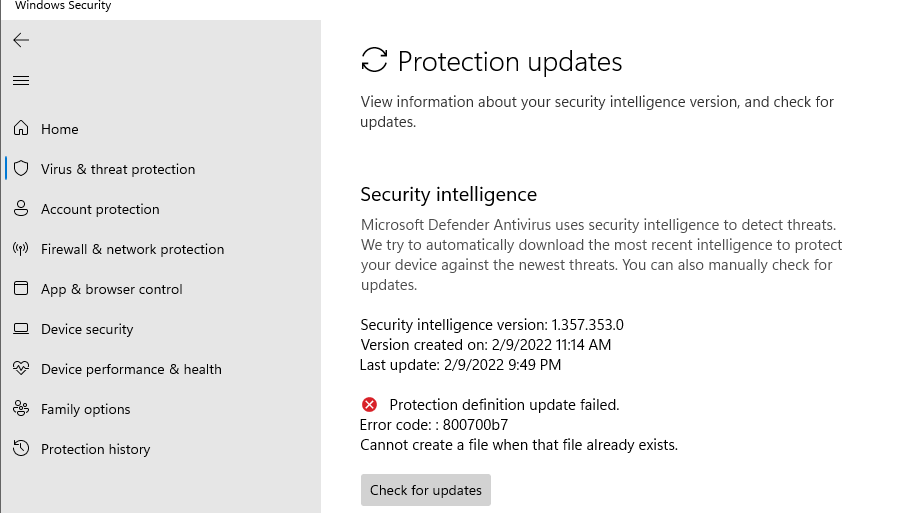 Windows Security
Home
Virus & threat protection
Account protection
Firewall & network protection
App & browser control
Device security
Device performance & health
Family options
Protection history
Protection updates
View information about your security intelligence version, and check for
updates.
Security intelligence
Microsoft Defender Antivirus uses security intelligence to detect threats.
We try to automatically download the most recent intelligence to protect
your device against the newest threats. You can also manually check for
updates.
Security intelligence version: 1.357.353.0
Version created on: 2/9/2022 11:14 AM
Last update: 2/9/2022 9:49 PM
Protection definition update failed.
Error code: : 800700b7
Cannot create a file when that file already exists.
Check for updates